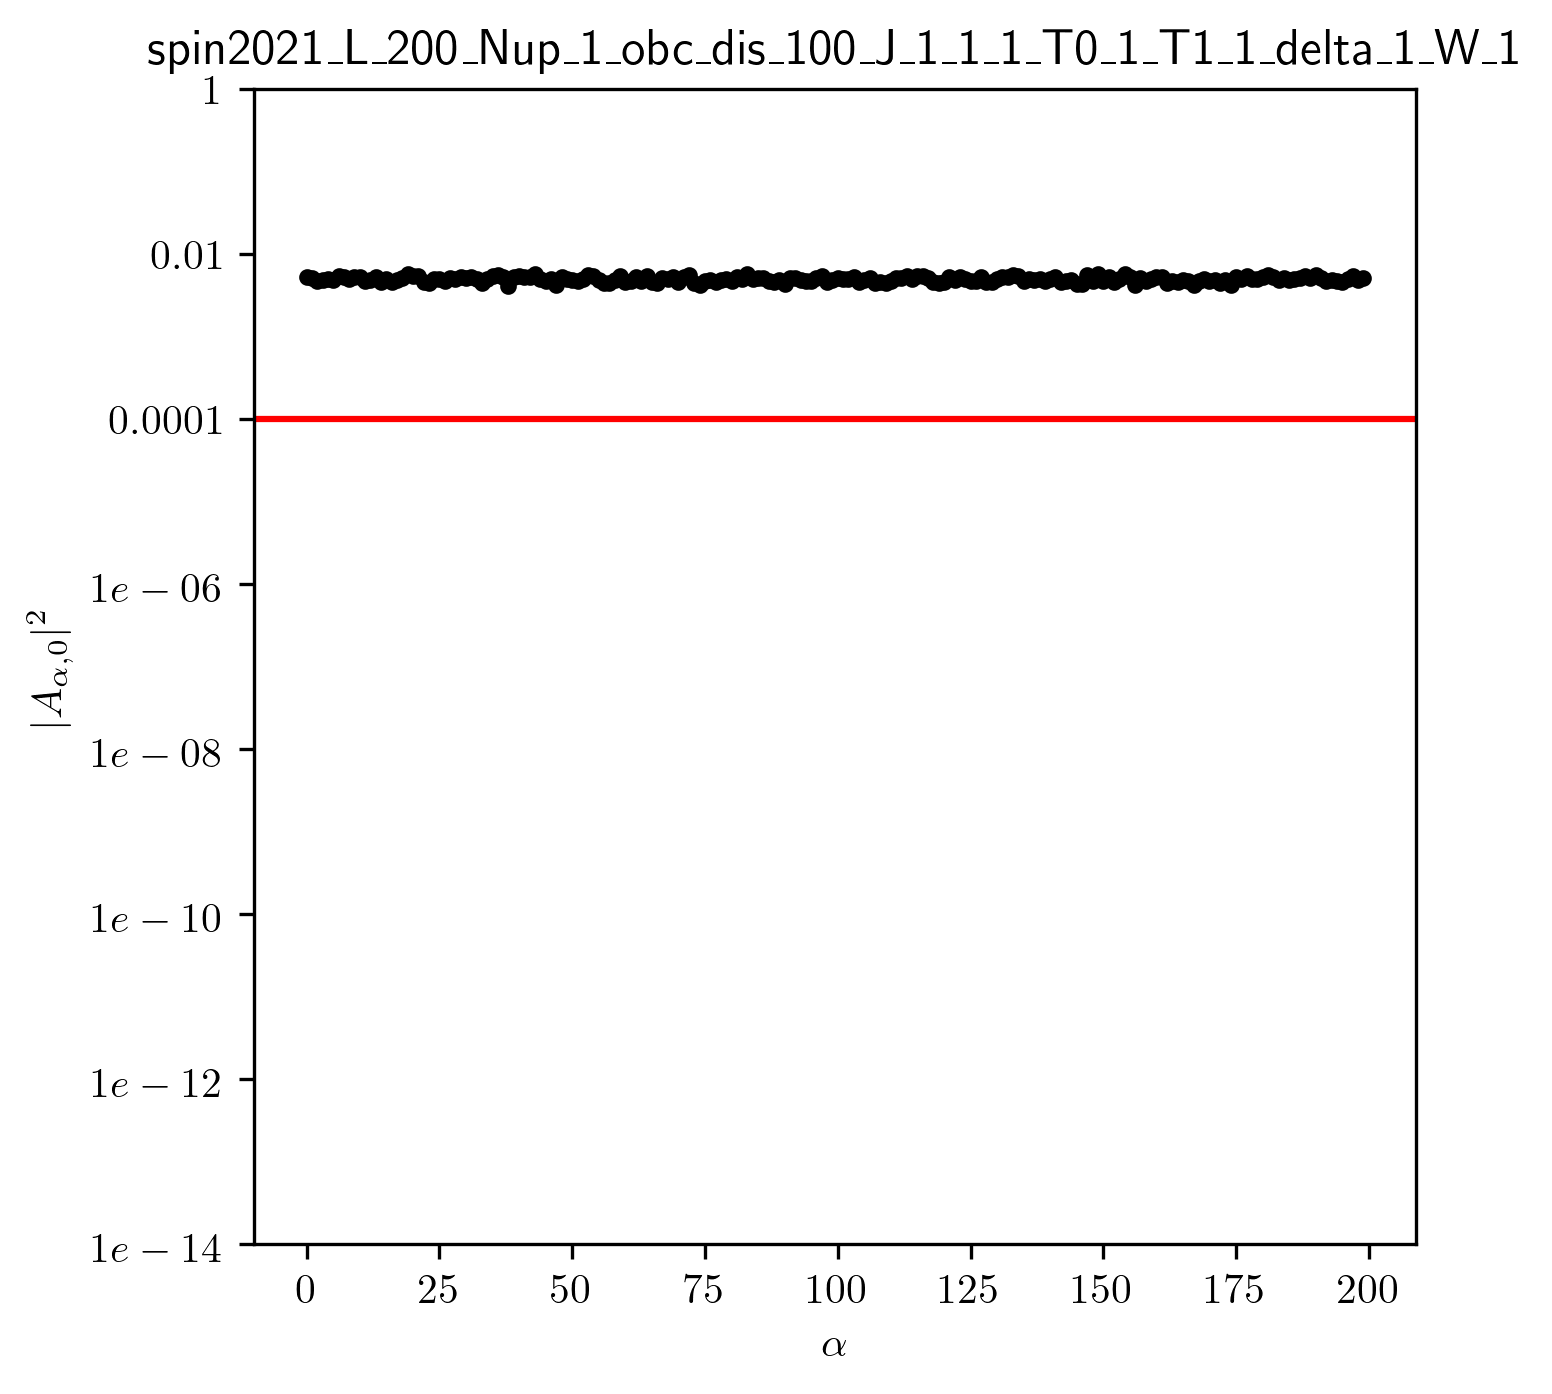 spin2021_L_200_Nup_1_obc_dis_100_J_1_1_1_T0_1_T1_1_delta_1_W_1
1
0.01
0.0001
1e − 06
1e − 08
1e − 10
1e − 12
1e − 14
|A_{α,0}|²
0 25 50 75 100 125 150 175 200
α